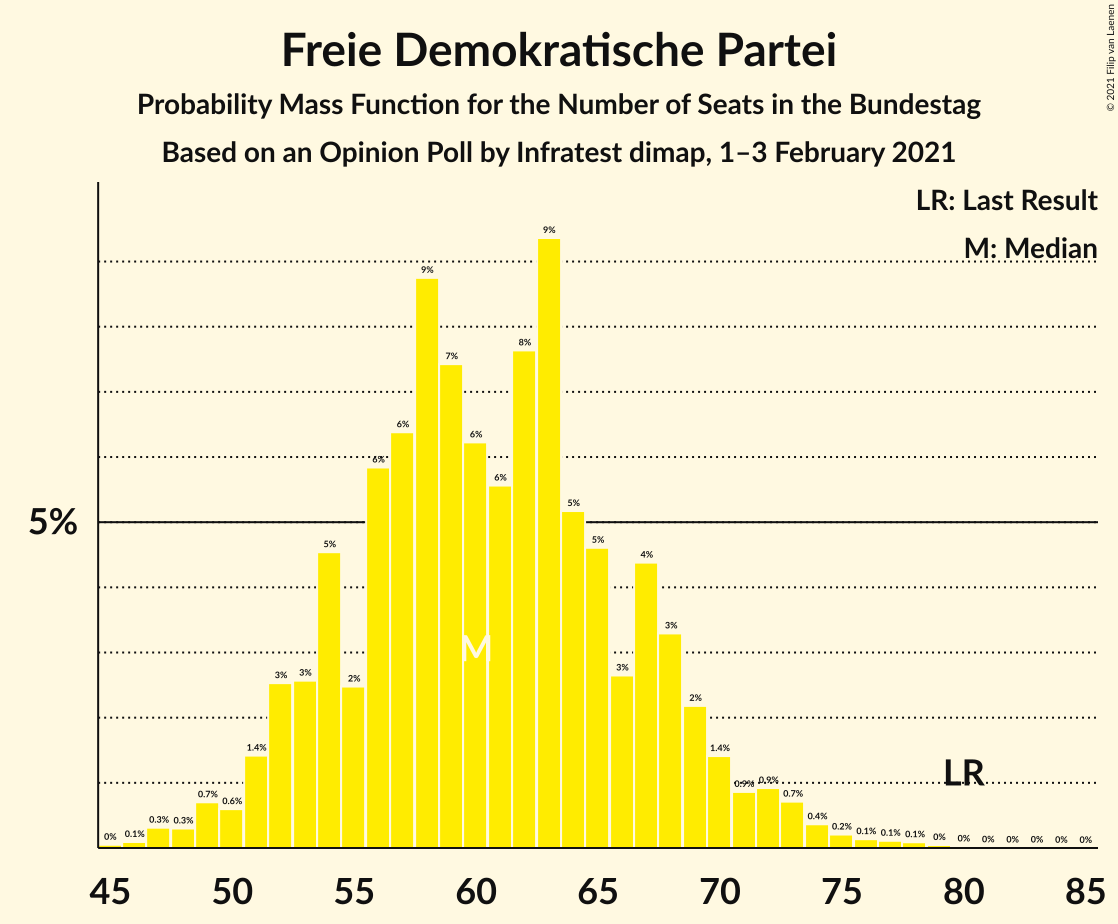 Freie Demokratische Partei
Probability Mass Function for the Number of Seats in the Bundestag
Based on an Opinion Poll by Infratest dimap, 1–3 February 2021
© 2021 Filip van Laenen
LR: Last Result
M: Median
5%
0% 0.1% 0.3% 0.3% 0.7% 0.6% 1.4% 3% 3% 5% 2% 6% 6% 9% 7% 6% 6% 8% 9% 5% 5% 3% 4% 3% 2% 1.4% 0.9% 0.9% 0.7% 0.4% 0.2% 0.1% 0.1% 0.1% 0% 0% 0% 0% 0% 0% 0%
M
LR
45 50 55 60 65 70 75 80 85